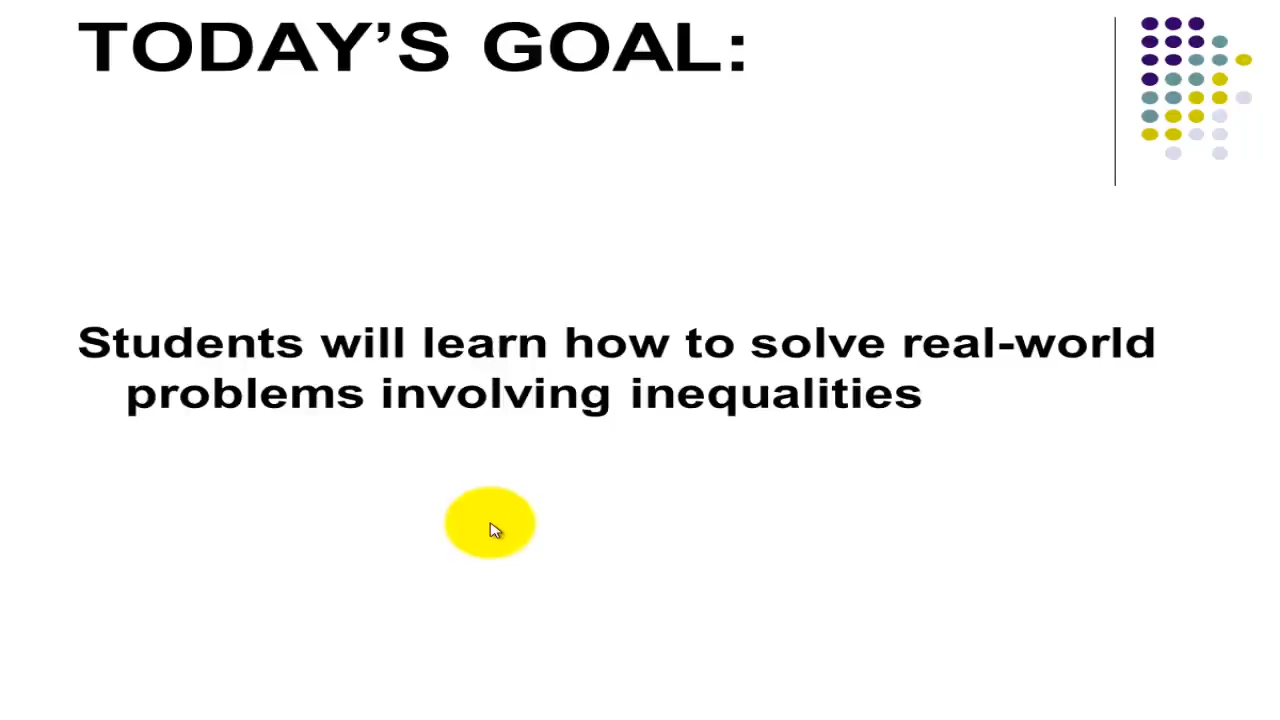 TODAY’S GOAL:
Students will learn how to solve real-world
problems involving inequalities